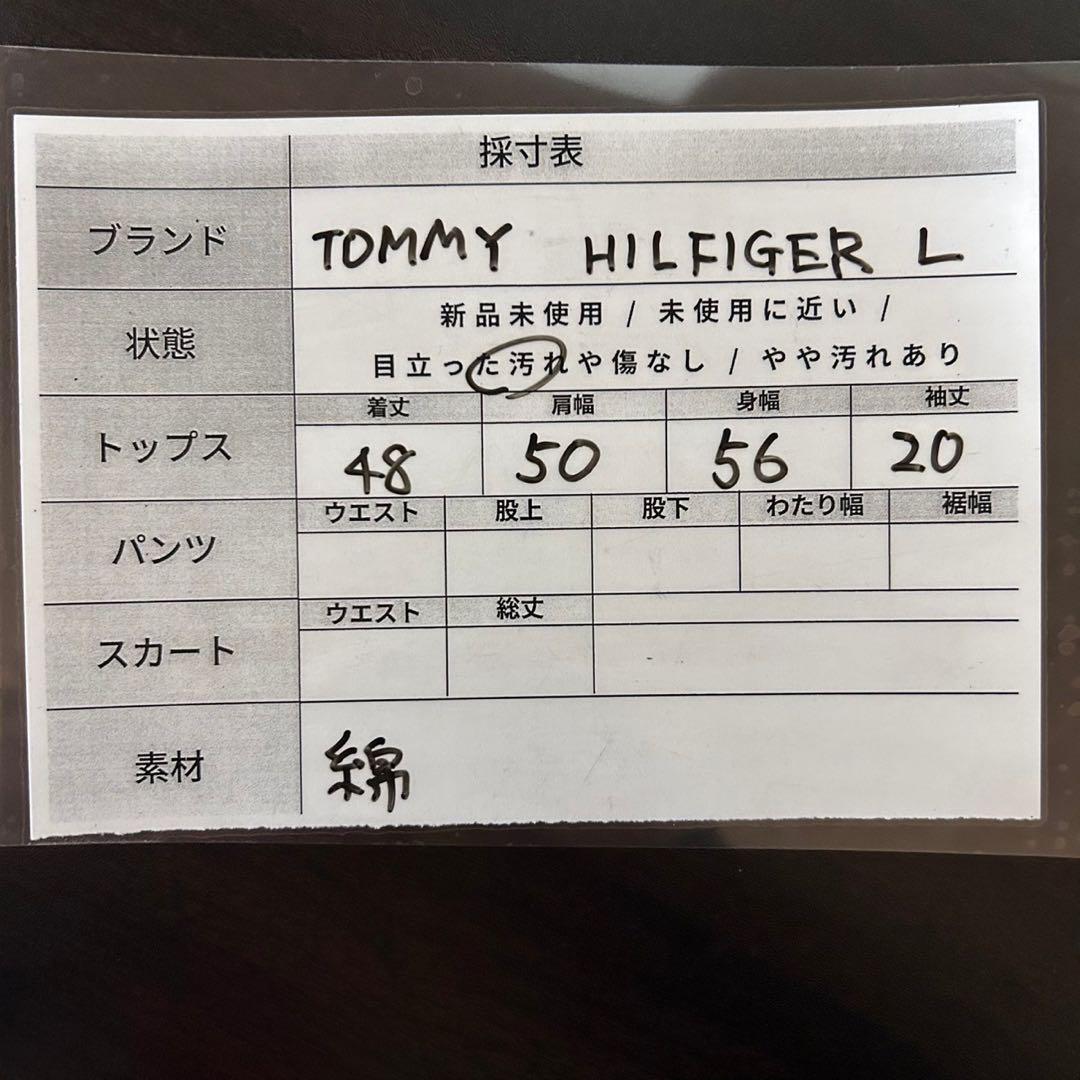 採寸表
ブランド TOMMY HILFIGER L
状態 新品未使用 / 未使用に近い /
目立った汚れや傷なし / やや汚れあり
トップス 着丈 肩幅 身幅 袖丈
48 50 56 20
パンツ ウエスト 股上 股下 わたり幅 裾幅
スカート ウエスト 総丈
素材 綿